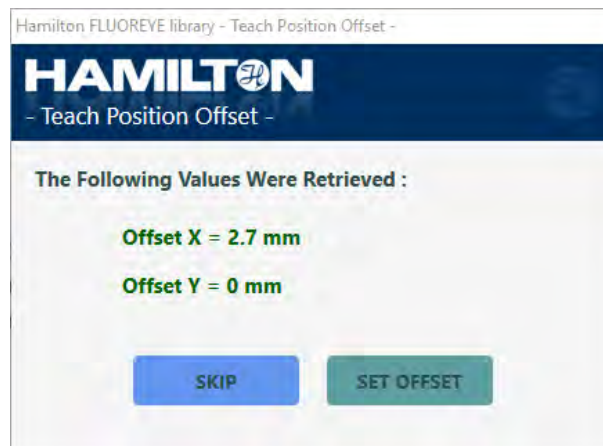 Hamilton FLUOREYE library - Teach Position Offset -
HAMILTON
- Teach Position Offset -
The Following Values Were Retrieved :
Offset X = 2.7 mm
Offset Y = 0 mm
SKIP
SET OFFSET